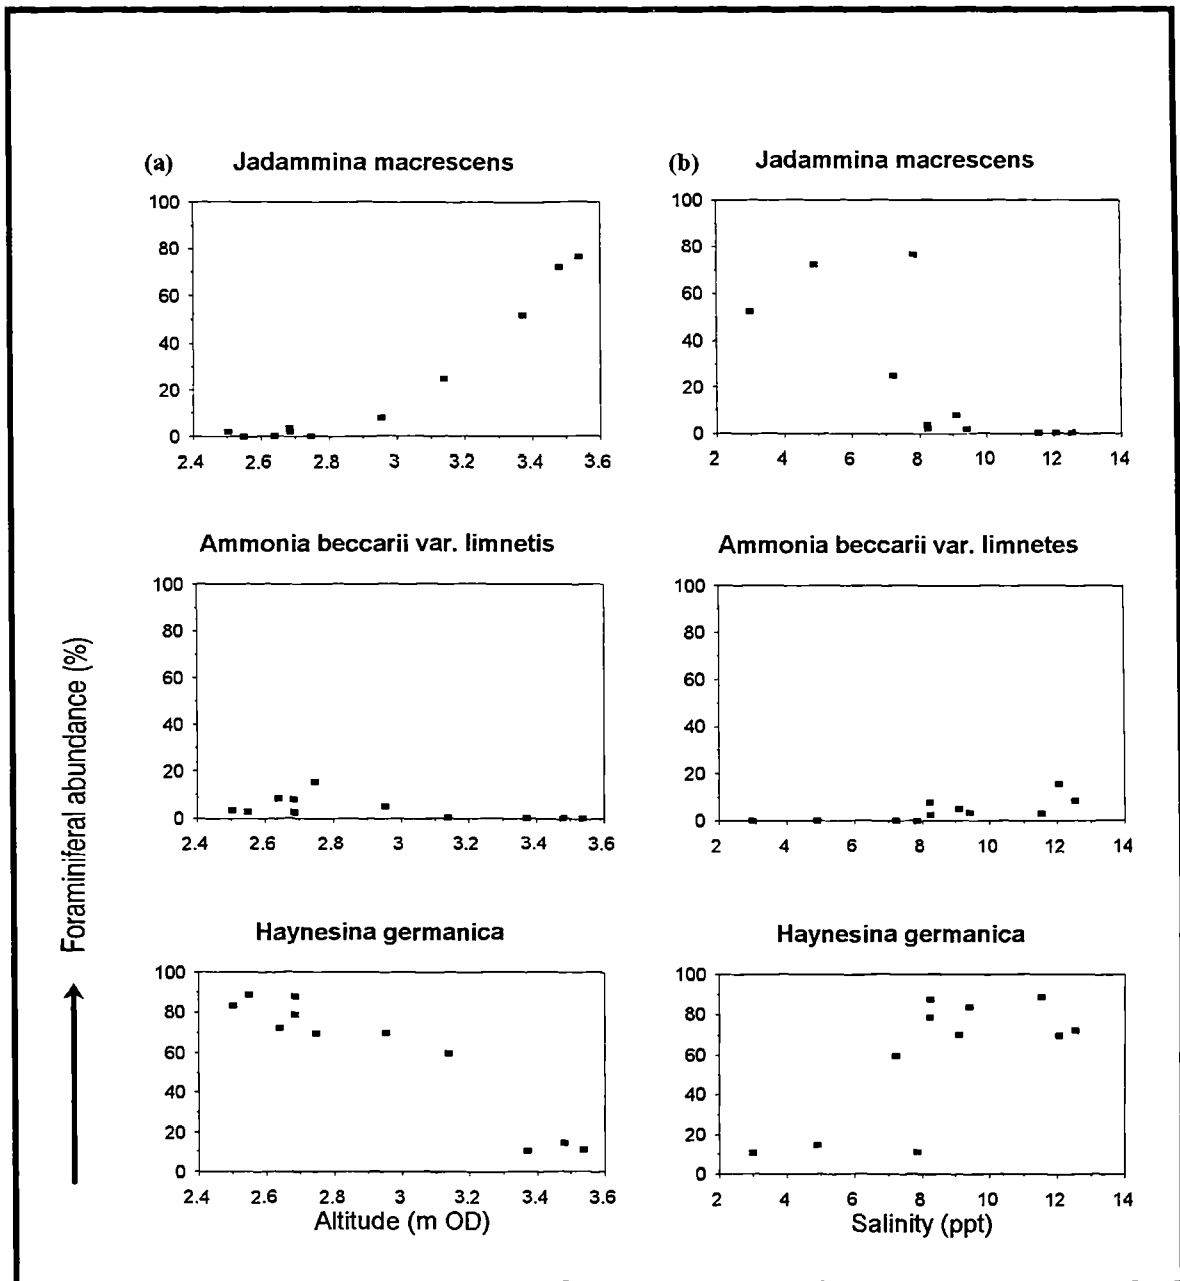 (a) Jadammina macrescens
100
80
60
40
20
0
2.4 2.6 2.8 3 3.2 3.4 3.6
(b) Jadammina macrescens
100
80
60
40
20
0
2 4 6 8 10 12 14
Ammonia beccarii var. limnetis
100
80
60
40
20
0
2.4 2.6 2.8 3 3.2 3.4 3.6
Ammonia beccarii var. limnetes
100
80
60
40
20
0
2 4 6 8 10 12 14
Foraminiferal abundance (%)
Haynesina germanica
100
80
60
40
20
0
2.4 2.6 2.8 3 3.2 3.4 3.6
Altitude (m OD)
Haynesina germanica
100
80
60
40
20
0
2 4 6 8 10 12 14
Salinity (ppt)